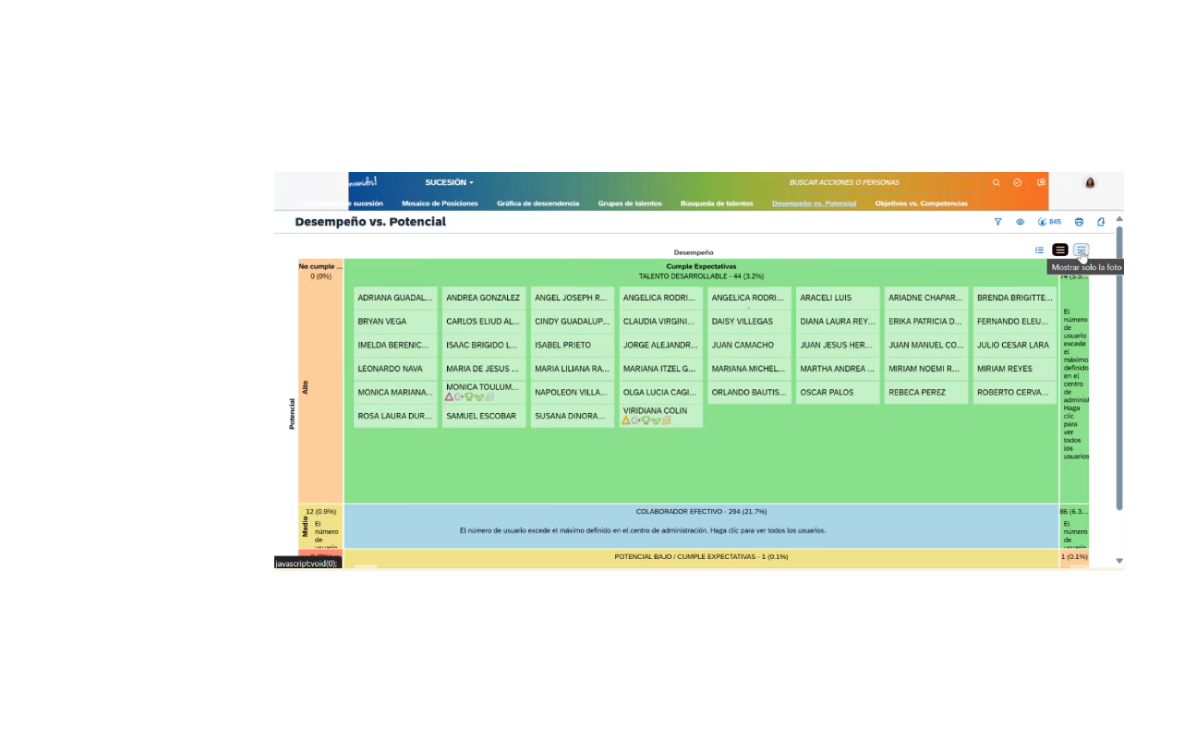 SUCESIÓN
BUSCAR ACCIONES O PERSONAS
sucesión Mosaico de Posiciones Gráfica de descendencia Grupos de talentos Búsqueda de talentos Desempeño vs. Potencial Objetivos vs. Competencias
Desempeño vs. Potencial
845
Desempeño
Mostrar solo la foto
No cumple ...
0 (0%)
Cumple Expectativas
TALENTO DESARROLLABLE - 44 (3.2%)
ADRIANA GUADAL... ANDREA GONZALEZ ANGEL JOSEPH R... ANGELICA RODRI... ANGELICA RODRI... ARACELI LUIS ARIADNE CHAPAR... BRENDA BRIGITTE...
BRYAN VEGA CARLOS ELIUD AL... CINDY GUADALUP... CLAUDIA VIRGINI... DAISY VILLEGAS DIANA LAURA REY... ERIKA PATRICIA D... FERNANDO ELEU...
IMELDA BERENIC... ISAAC BRIGIDO L... ISABEL PRIETO JORGE ALEJANDR... JUAN CAMACHO JUAN JESUS HER... JUAN MANUEL CO... JULIO CESAR LARA
LEONARDO NAVA MARIA DE JESUS ... MARIA LILIANA RA... MARIANA ITZEL G... MARIANA MICHEL... MARTHA ANDREA ... MIRIAM NOEMI R... MIRIAM REYES
MONICA MARIANA... MONICA TOULUM... NAPOLEON VILLA... OLGA LUCIA CAGI... ORLANDO BAUTIS... OSCAR PALOS REBECA PEREZ ROBERTO CERVA...
ROSA LAURA DUR... SAMUEL ESCOBAR SUSANA DINORA... VIRIDIANA COLIN
El
número
de
usuario
excede
el
máximo
definido
en el
centro
de
administ
Haga
clic
para
ver
todos
los
usuarios
Potencial
Alto
Medio
12 (0.9%)
El
número
de
COLABORADOR EFECTIVO - 294 (21.7%)
El número de usuario excede el máximo definido en el centro de administración. Haga clic para ver todos los usuarios.
86 (6.3...
El
número
de
POTENCIAL BAJO / CUMPLE EXPECTATIVAS - 1 (0.1%)
1 (0.1%)
javascript:void(0);